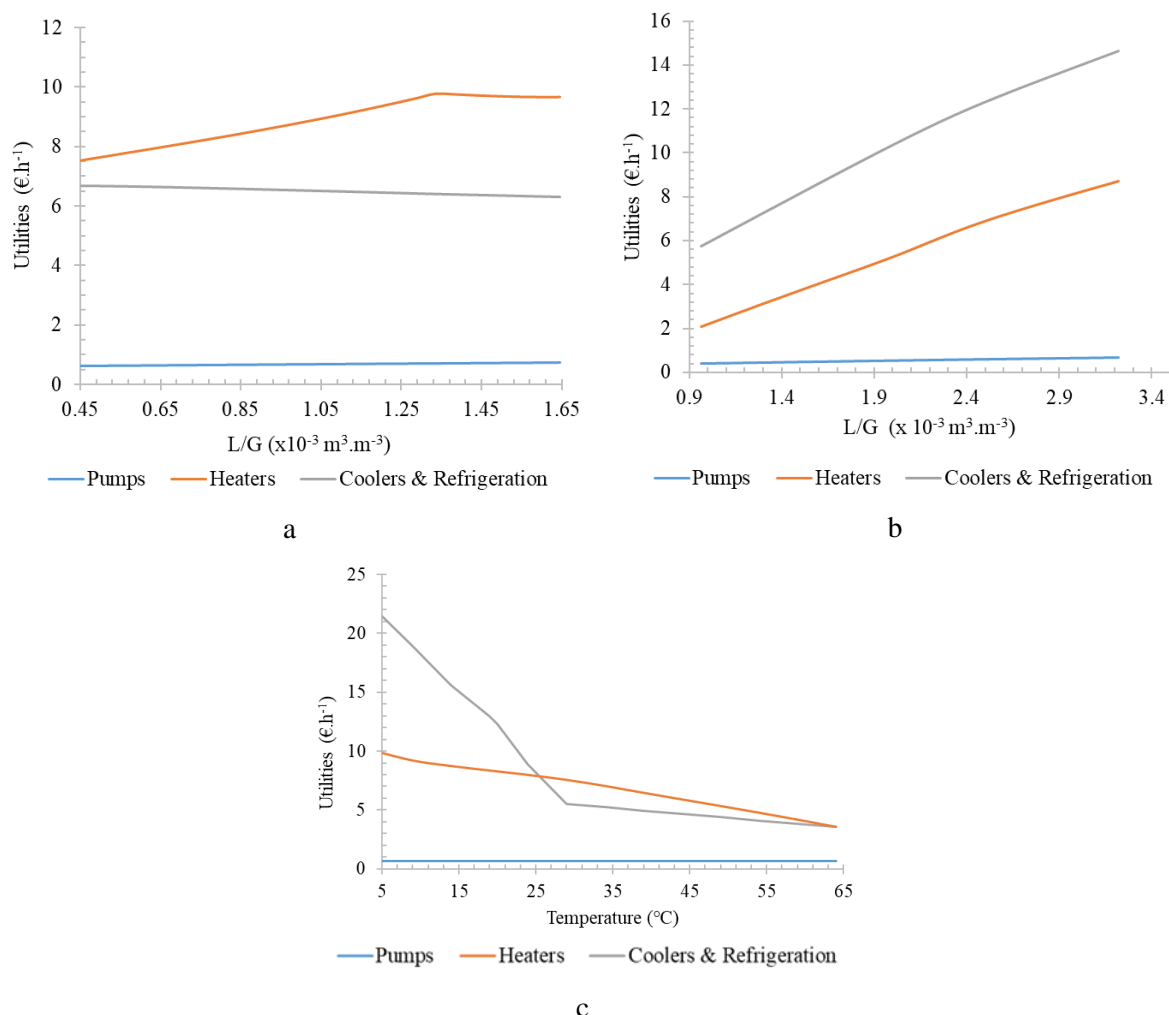 12
10
8
6
4
2
0
Utilities (€.h⁻¹)
0.45 0.65 0.85 1.05 1.25 1.45 1.65
L/G (x10⁻³ m³.m⁻³)
Pumps Heaters Coolers & Refrigeration
a
16
14
12
10
8
6
4
2
0
Utilities (€.h⁻¹)
0.9 1.4 1.9 2.4 2.9 3.4
L/G (x 10⁻³ m³.m⁻³)
Pumps Heaters Coolers & Refrigeration
b
25
20
15
10
5
0
Utilities (€.h⁻¹)
5 15 25 35 45 55 65
Temperature (°C)
Pumps Heaters Coolers & Refrigeration
c